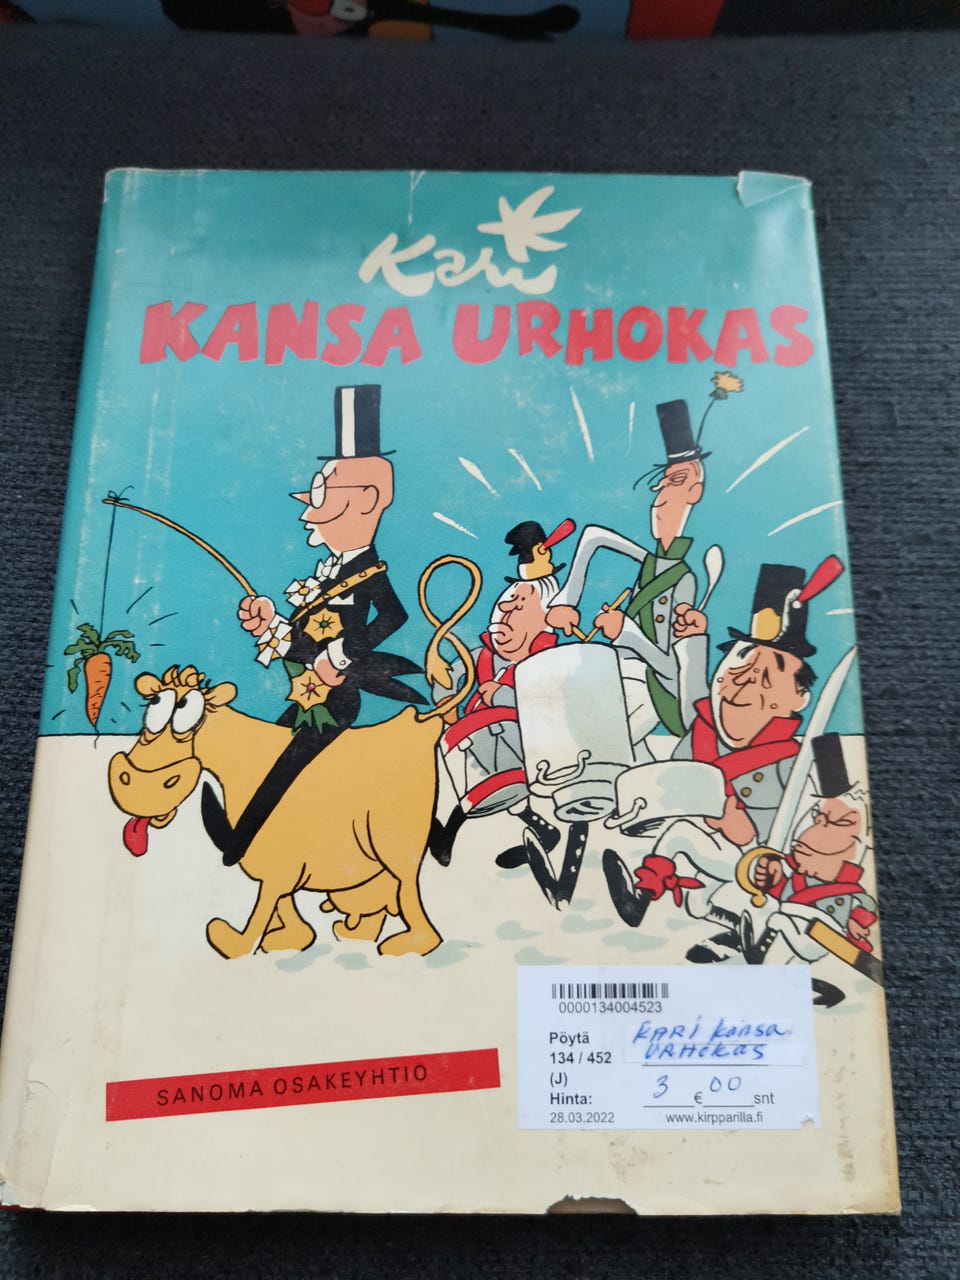 Kari
KANSA URHOKAS
SANOMA OSAKEYHTIÖ
0000134004523
Pöytä
134 / 452
(J)
Hinta:
28.03.2022
KARI Kansa
URHOKAS
3 € 00 snt
www.kirpparilla.fi